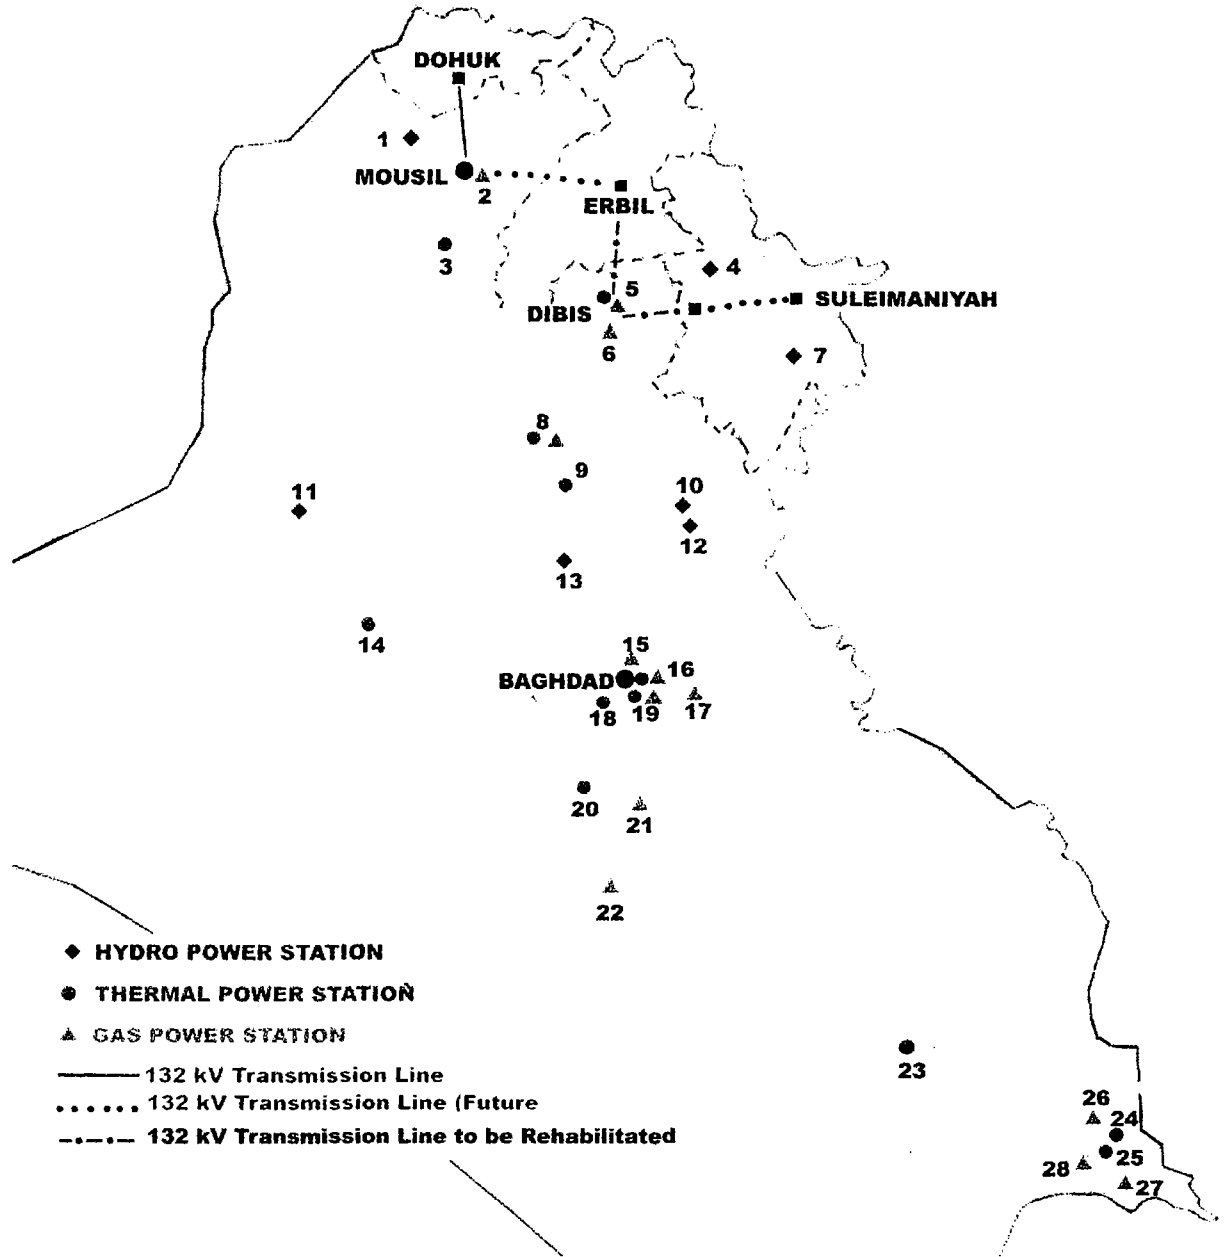 DOHUK
1
MOUSIL
2
ERBIL
3
4
5
DIBIS
SULEIMANIYAH
6
7
8
9
11
10
12
13
14
15
16
BAGHDAD
18
19
17
20
21
22
HYDRO POWER STATION
THERMAL POWER STATION
GAS POWER STATION
132 kV Transmission Line
132 kV Transmission Line (Future
132 kV Transmission Line to be Rehabilitated
23
26
24
25
28
27